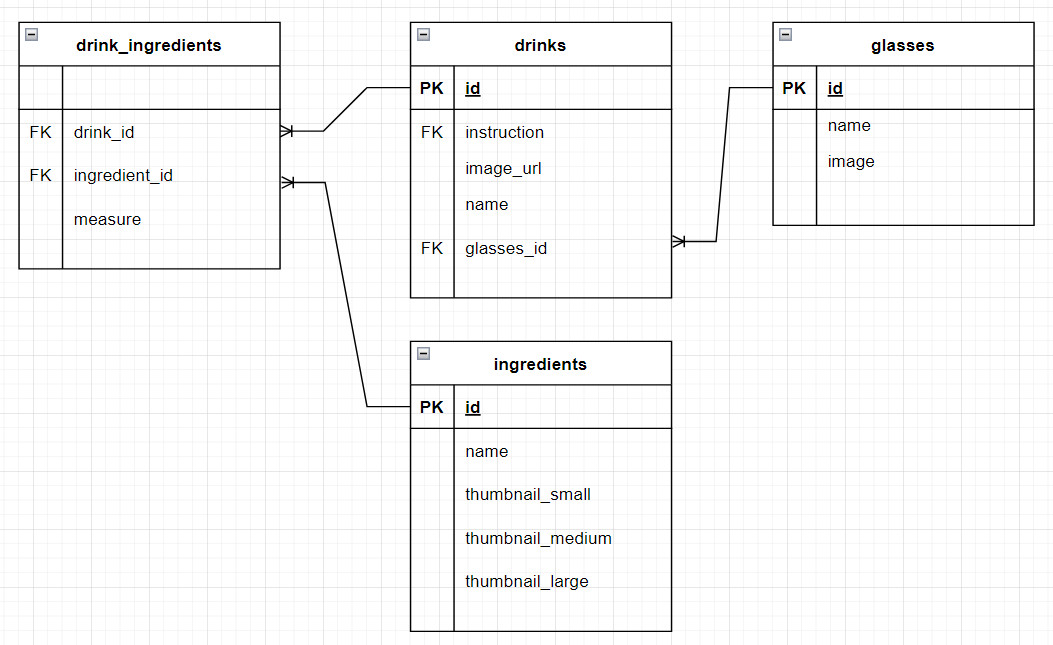 drink_ingredients
FK drink_id
FK ingredient_id
measure
drinks
PK id
FK instruction
image_url
name
FK glasses_id
glasses
PK id
name
image
ingredients
PK id
name
thumbnail_small
thumbnail_medium
thumbnail_large